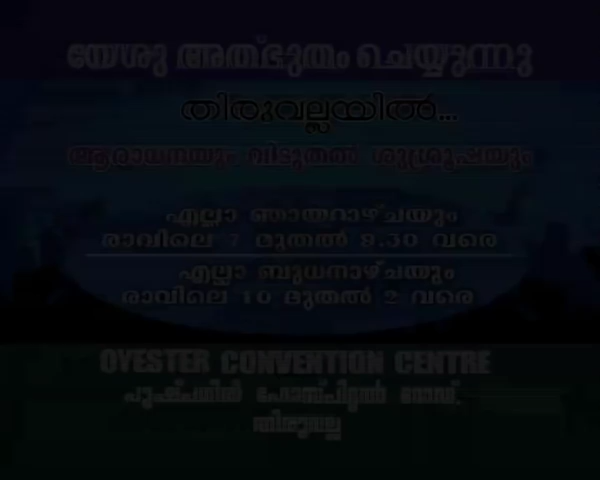 യേശു അത്ഭുതം ചെയ്യുന്നു
തിരുവല്ലയിൽ...
ആരാധനയും വിടുതൽ ശുശ്രൂഷയും
എല്ലാ ഞായറാഴ്ചയും
രാവിലെ 7 മുതൽ 8.30 വരെ
എല്ലാ ബുധനാഴ്ചയും
രാവിലെ 10 മുതൽ 2 വരെ
OYESTER CONVENTION CENTRE
പുഷ്പഗിരി ഹോസ്പിറ്റൽ റോഡ്,
തിരുവല്ല